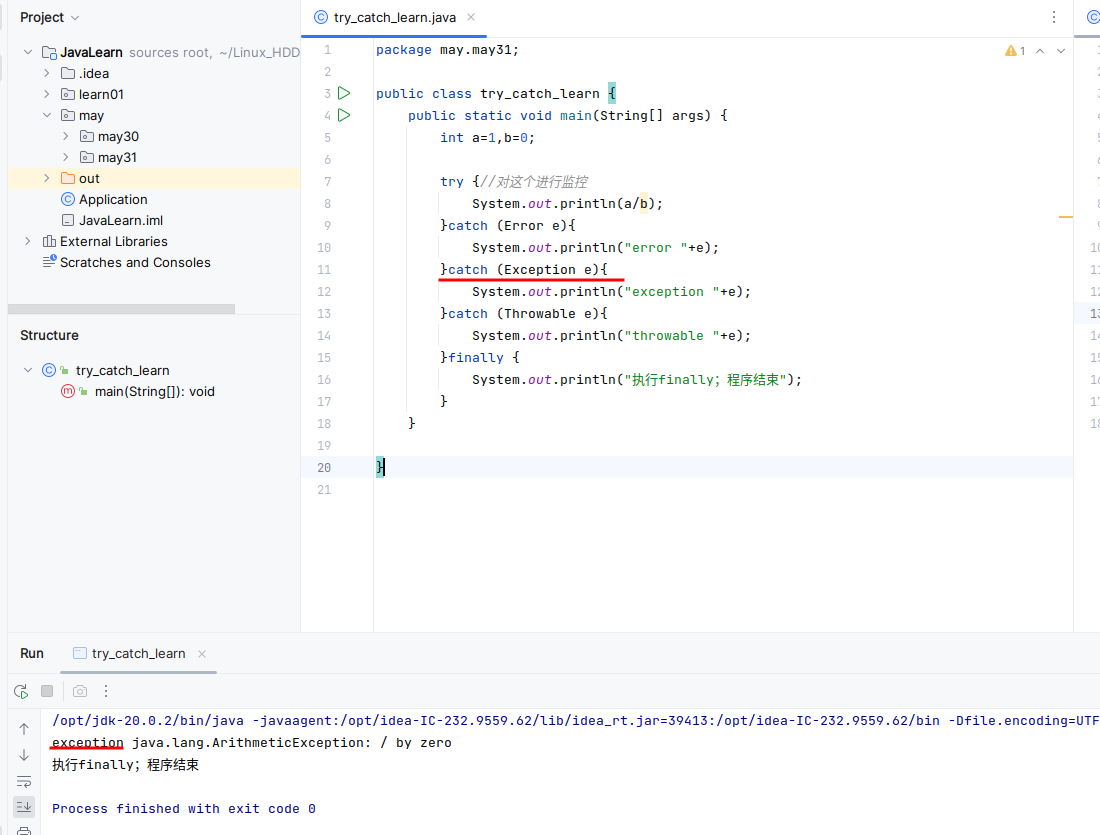 Project
JavaLearn sources root, ~/Linux_HDD
.idea
learn01
may
may30
may31
out
Application
JavaLearn.iml
External Libraries
Scratches and Consoles
Structure
try_catch_learn
main(String[]): void
try_catch_learn.java
1
1 package may.may31;
2
3 public class try_catch_learn {
4 public static void main(String[] args) {
5 int a=1,b=0;
6
7 try {//对这个进行监控
8 System.out.println(a/b);
9 }catch (Error e){
10 System.out.println("error "+e);
11 }catch (Exception e){
12 System.out.println("exception "+e);
13 }catch (Throwable e){
14 System.out.println("throwable "+e);
15 }finally {
16 System.out.println("执行finally；程序结束");
17 }
18 }
19
20 }
21
Run try_catch_learn
/opt/jdk-20.0.2/bin/java -javaagent:/opt/idea-IC-232.9559.62/lib/idea_rt.jar=39413:/opt/idea-IC-232.9559.62/bin -Dfile.encoding=UTF
exception java.lang.ArithmeticException: / by zero
执行finally；程序结束
Process finished with exit code 0